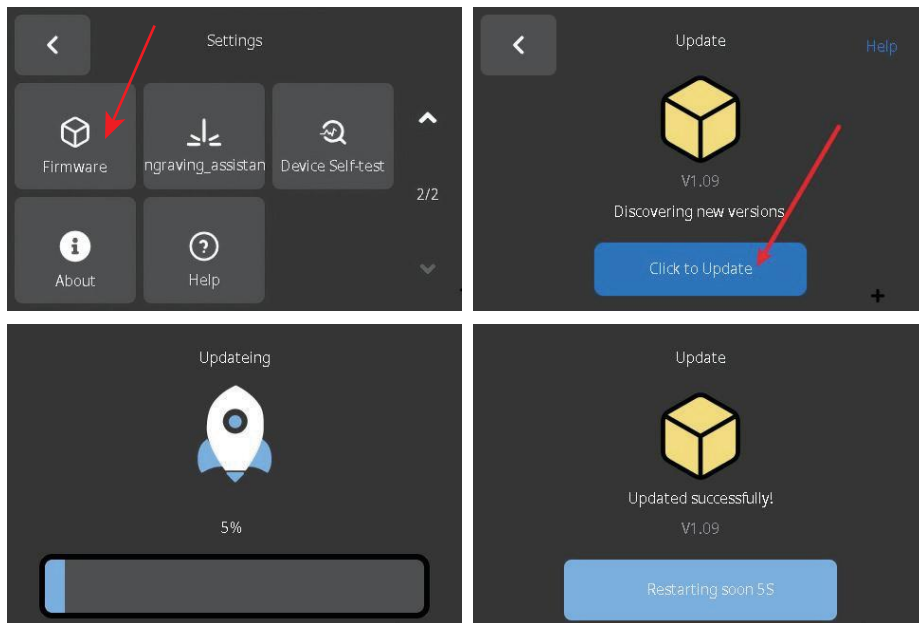 Settings
Firmware
ngraving_assistan
Device Self-test
2/2
About
Help
Update
Help
V1.09
Discovering new versions
Click to Update
Updateing
5%
Update
Updated successfully!
V1.09
Restarting soon 5S